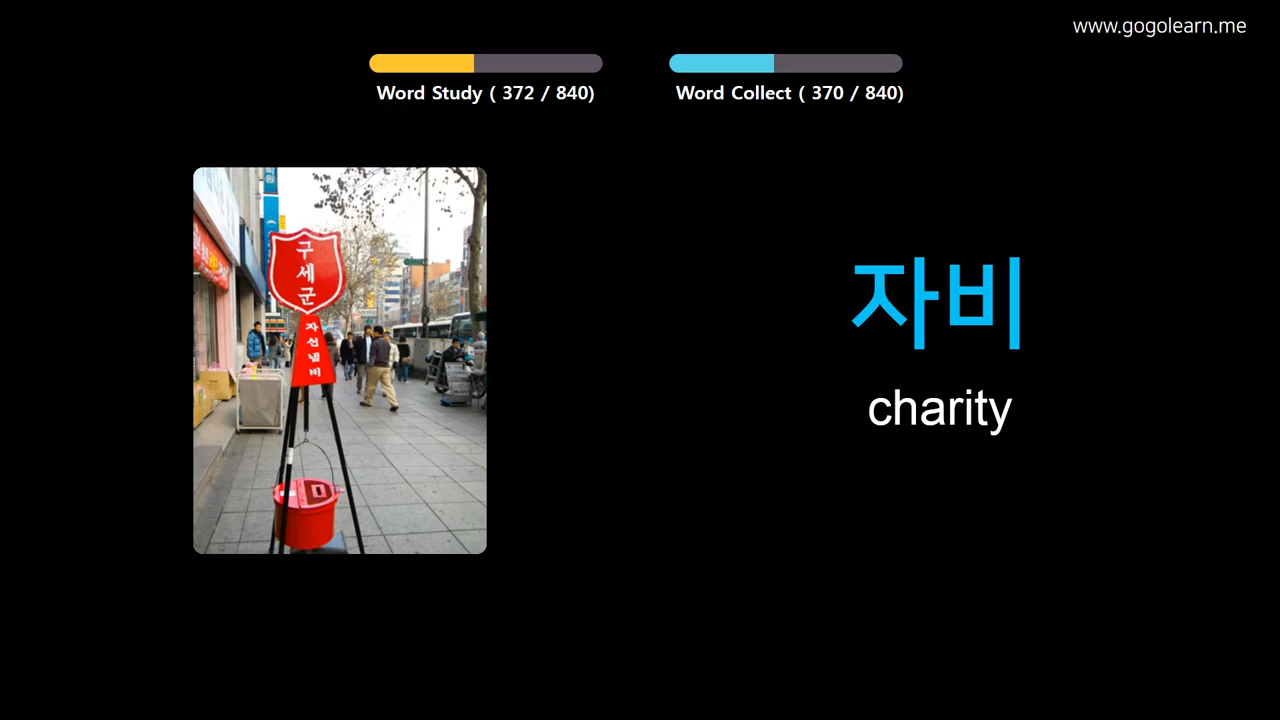 www.gogolearn.me
Word Study ( 372 / 840)
Word Collect ( 370 / 840)
구세군
자선냄비
자비
charity